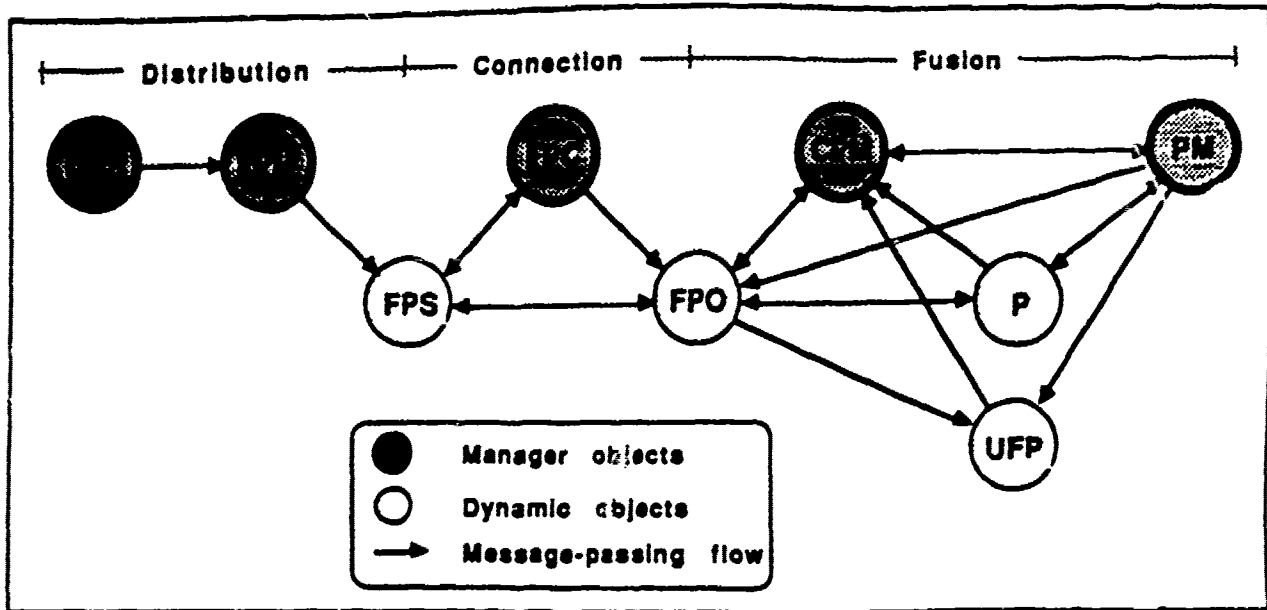 Distribution Connection Fusion
PM
FPS FPO P
UFP
Manager objects
Dynamic objects
Message-passing flow